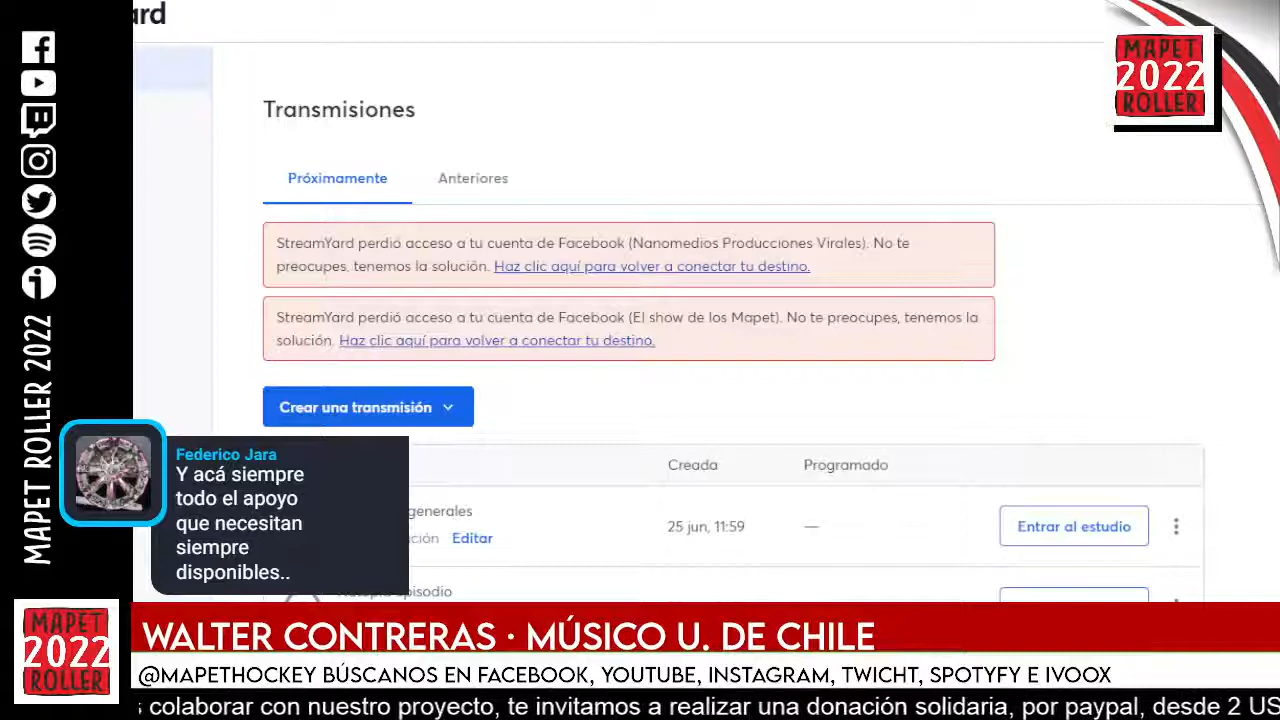 ard
MAPET
2022
ROLLER
Transmisiones
Próximamente
Anteriores
StreamYard perdió acceso a tu cuenta de Facebook (Nanomedios Producciones Virales). No te
preocupes, tenemos la solución. Haz clic aquí para volver a conectar tu destino.
StreamYard perdió acceso a tu cuenta de Facebook (El show de los Mapet). No te preocupes, tenemos la
solución. Haz clic aquí para volver a conectar tu destino.
Crear una transmisión
Creada
Programado
generales
25 jun, 11:59
—
Entrar al estudio
ción
Editar
episodio
MAPET ROLLER 2022
Federico Jara
Y acá siempre
todo el apoyo
que necesitan
siempre
disponibles..
MAPET
2022
ROLLER
WALTER CONTRERAS · MÚSICO U. DE CHILE
@MAPETHOCKEY BÚSCANOS EN FACEBOOK, YOUTUBE, INSTAGRAM, TWICHT, SPOTYFY E IVOOX
s colaborar con nuestro proyecto, te invitamos a realizar una donación solidaria, por paypal, desde 2 US